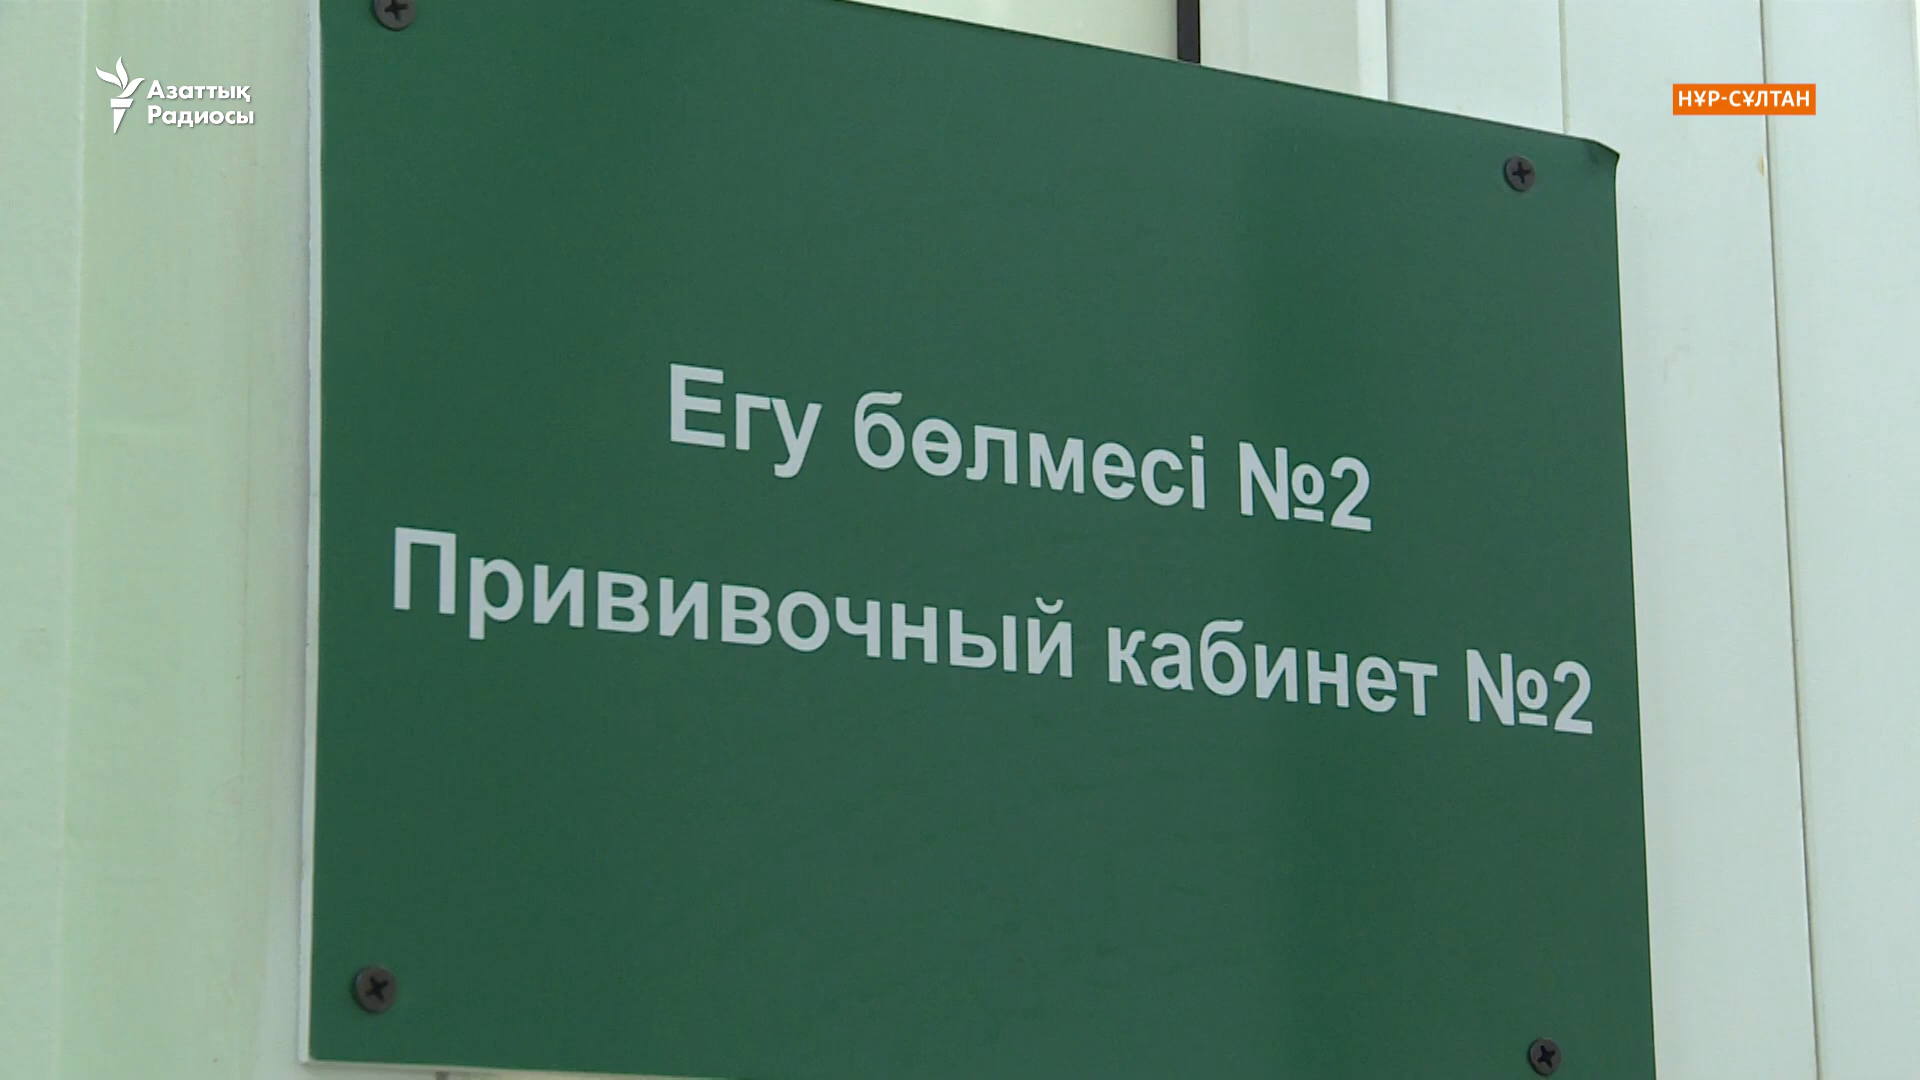 Азаттық
Радиосы
НҰР-СҰЛТАН
Егу бөлмесі №2
Прививочный кабинет №2